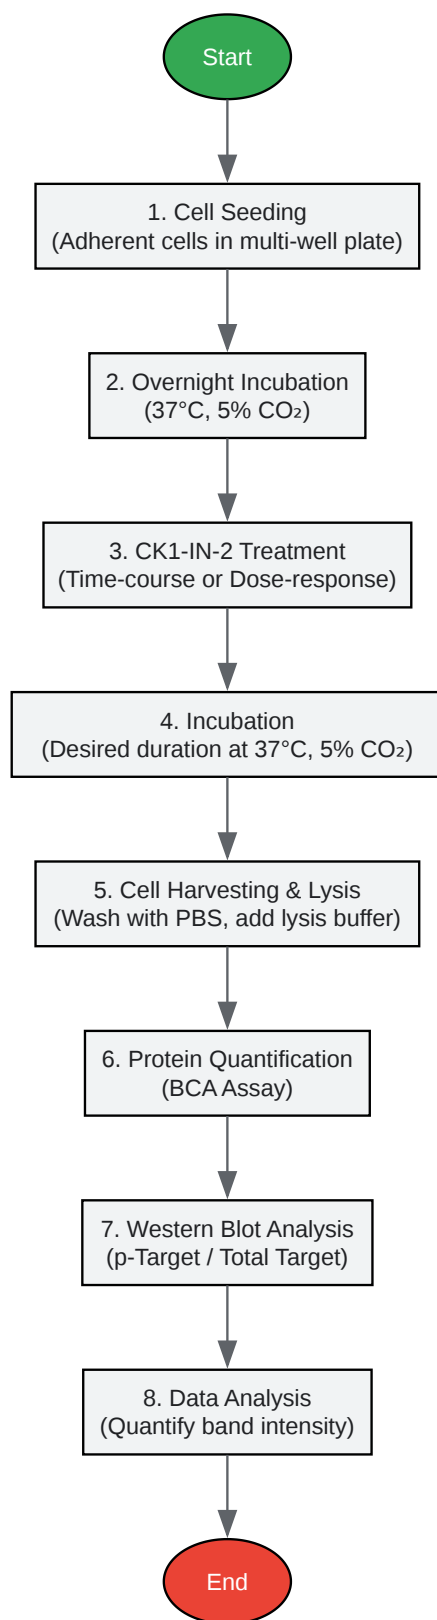 Start
1. Cell Seeding
(Adherent cells in multi-well plate)
2. Overnight Incubation
(37°C, 5% CO₂)
3. CK1-IN-2 Treatment
(Time-course or Dose-response)
4. Incubation
(Desired duration at 37°C, 5% CO₂)
5. Cell Harvesting & Lysis
(Wash with PBS, add lysis buffer)
6. Protein Quantification
(BCA Assay)
7. Western Blot Analysis
(p-Target / Total Target)
8. Data Analysis
(Quantify band intensity)
End